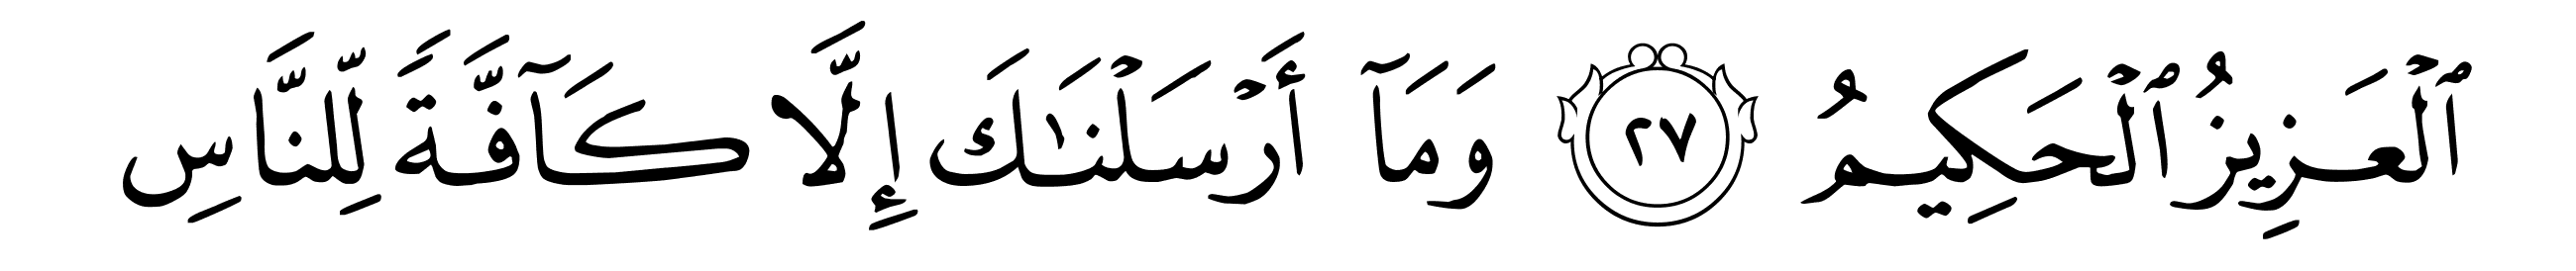 ٱلْعَزِيزُ ٱلْحَكِيمُ ٢٧ وَمَآ أَرْسَلْنَٰكَ إِلَّا كَآفَّةً لِّلنَّاسِ